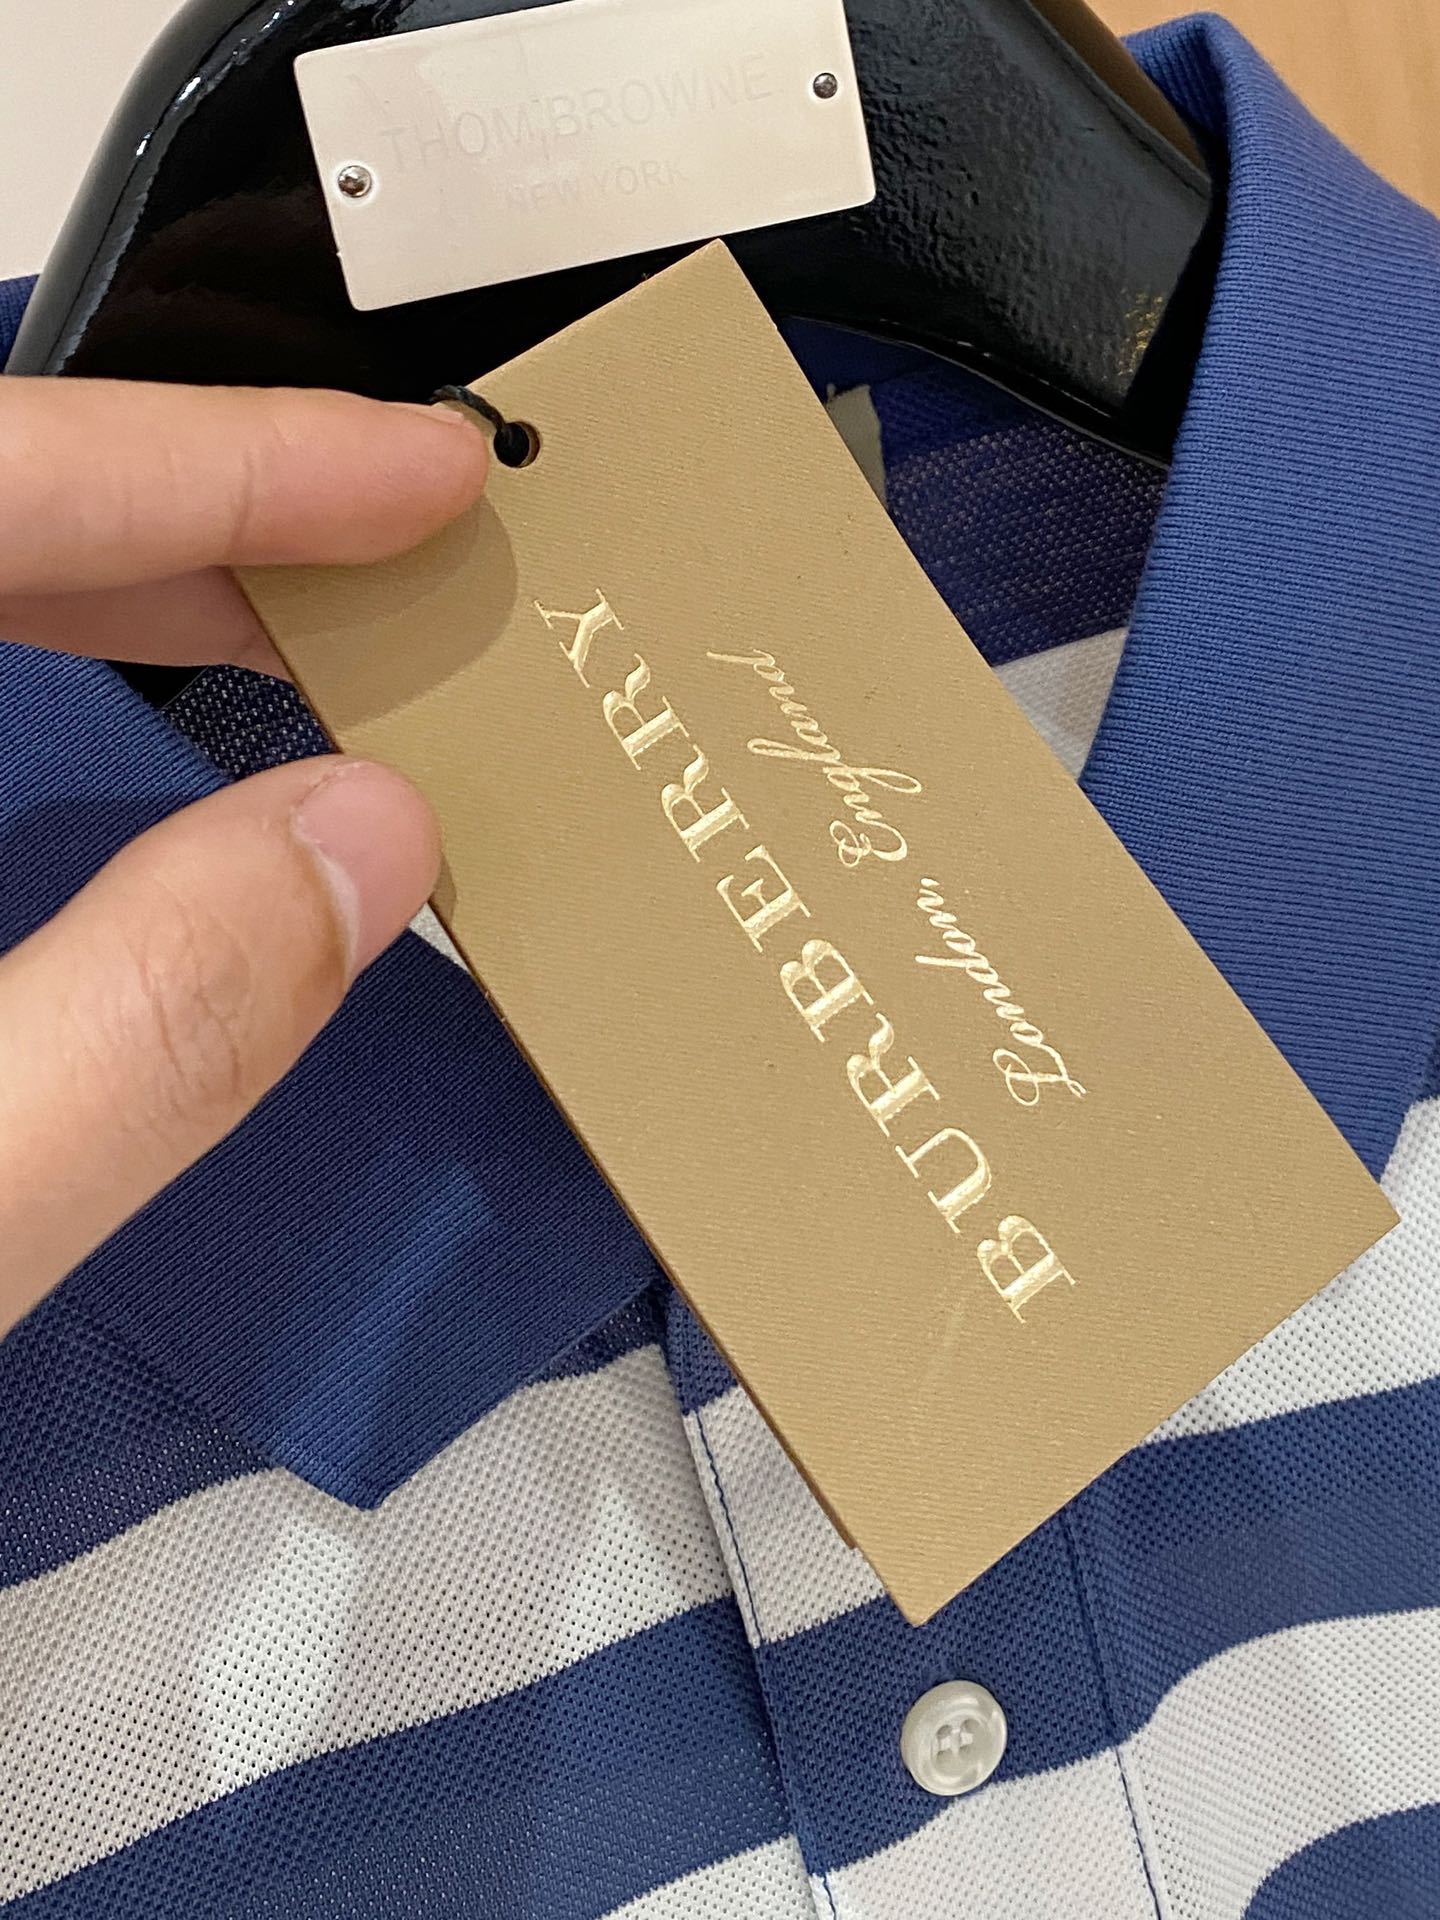 THOM BROWNE
NEW YORK
BURBERRY
London & England